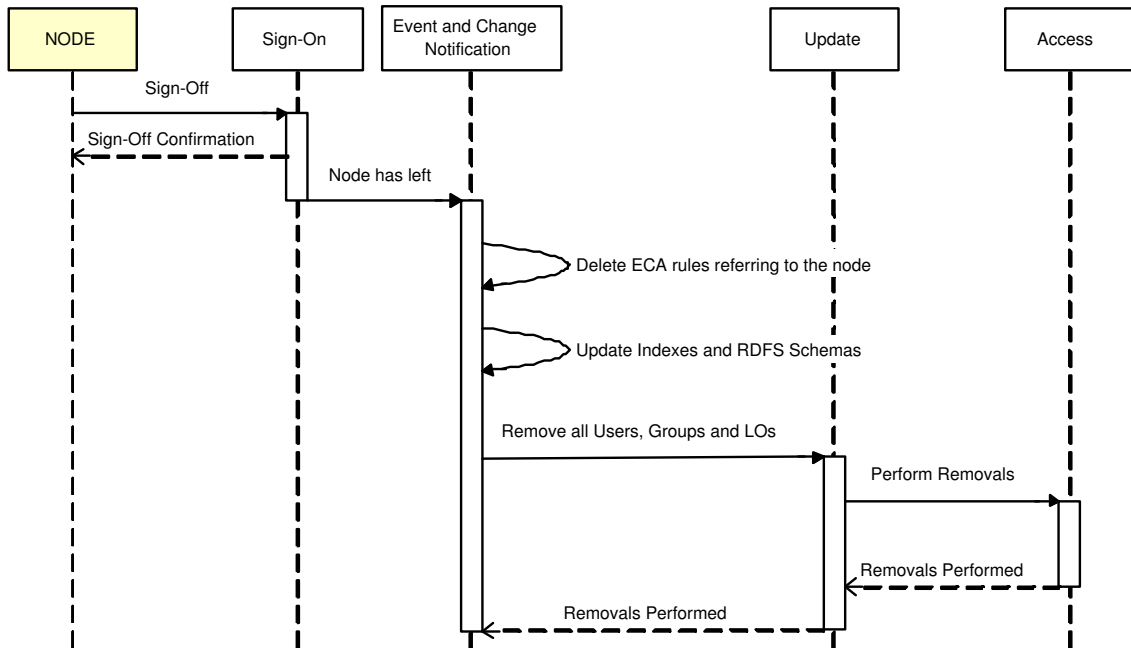 NODE
Sign-On
Event and Change
Notification
Update
Access
Sign-Off
Sign-Off Confirmation
Node has left
Delete ECA rules referring to the node
Update Indexes and RDFS Schemas
Remove all Users, Groups and LOs
Perform Removals
Removals Performed
Removals Performed